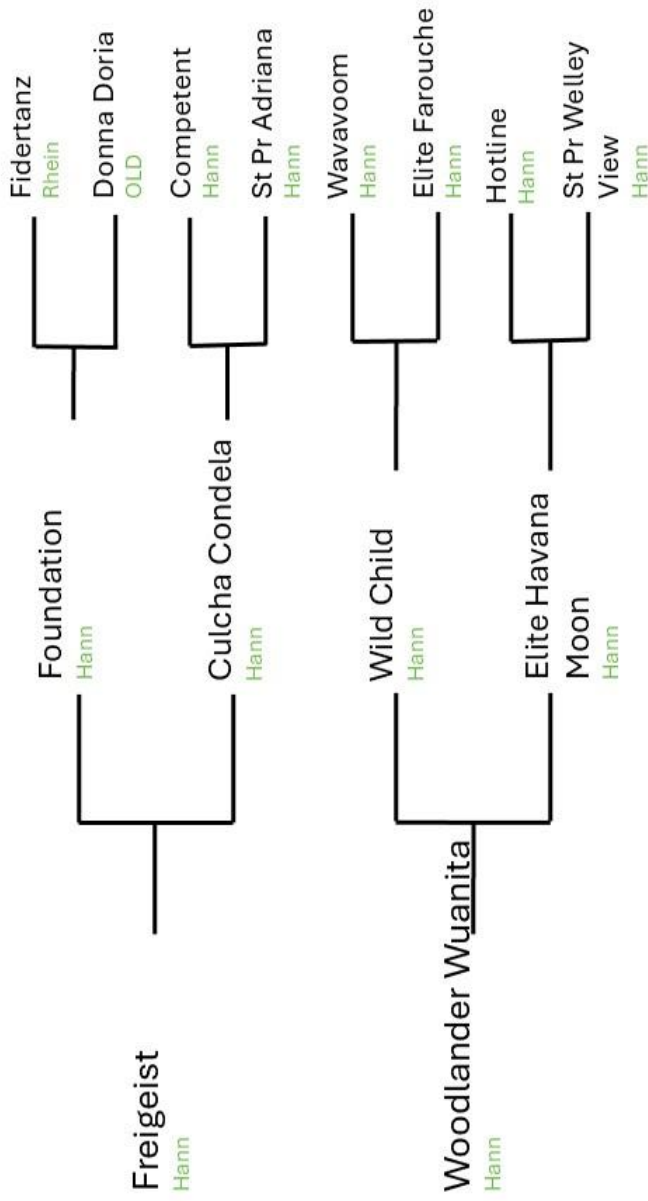 Fidertanz
Rhein
Donna Doria
OLD
Foundation
Hann
Competent
Hann
Culcha Condela
Hann
St Pr Adriana
Hann
Freigeist
Hann
Wavavoom
Hann
Wild Child
Hann
Elite Farouche
Hann
Woodlander Wuanita
Hann
Hotline
Hann
Elite Havana
Moon
Hann
St Pr Welley
View
Hann